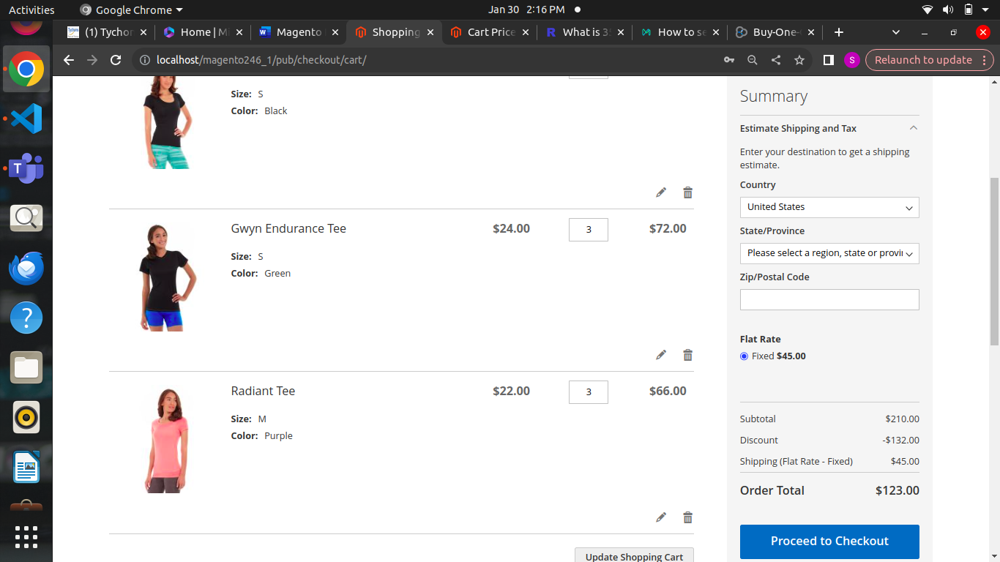 Activities
Google Chrome
Jan 30 2:16 PM
(1) Tychor
Home | Mi
Magento
Shopping
Cart Price
What is 35
How to se
Buy-One-
localhost/magento246_1/pub/checkout/cart/
S
Relaunch to update
Size: S
Color: Black
Gwyn Endurance Tee
$24.00
3
$72.00
Size: S
Color: Green
Radiant Tee
$22.00
3
$66.00
Size: M
Color: Purple
Update Shopping Cart
Summary
Estimate Shipping and Tax
Enter your destination to get a shipping
estimate.
Country
United States
State/Province
Please select a region, state or provi
Zip/Postal Code
Flat Rate
Fixed $45.00
Subtotal $210.00
Discount -$132.00
Shipping (Flat Rate - Fixed) $45.00
Order Total $123.00
Proceed to Checkout